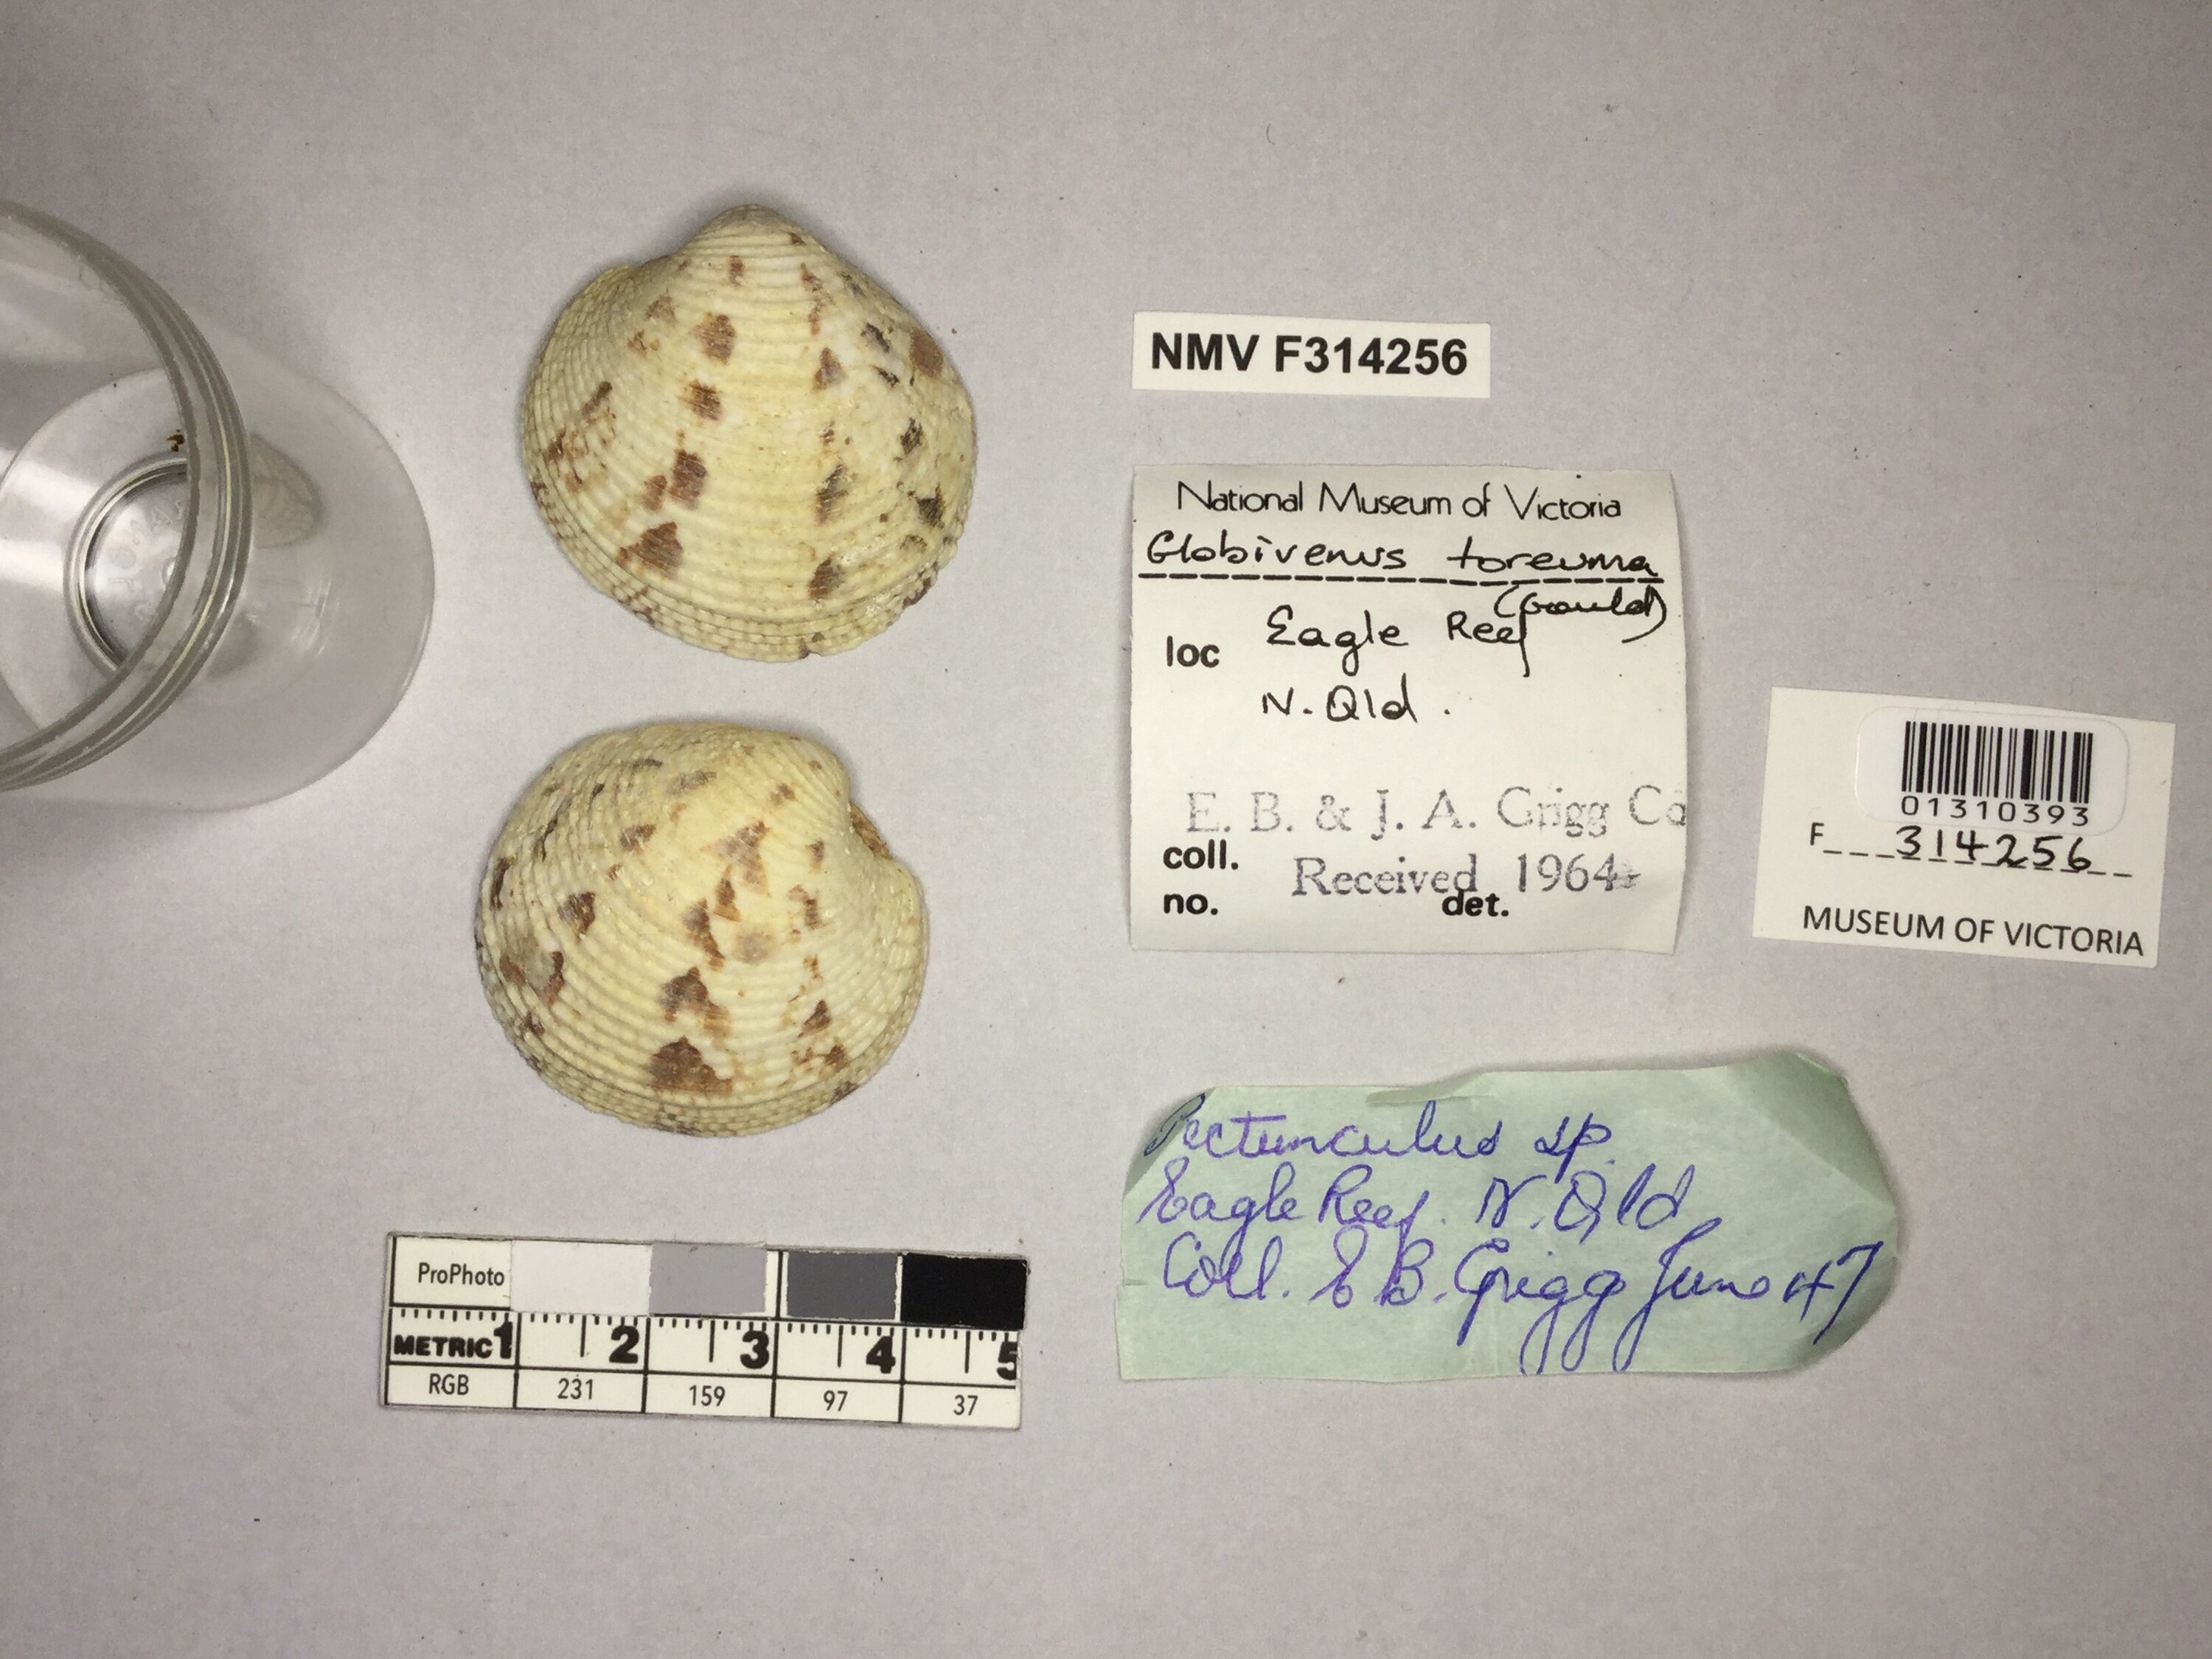 NMV F314256
National Museum of Victoria
Globivenus toreuma
(Gould)
loc Eagle Reef
N. Qld.
E. B. & J. A. Grigg Co
coll.
Received 1964
no. det.
01310393
F 314256
MUSEUM OF VICTORIA
Pectunculus sp.
Eagle Reef. N. Qld
Coll. E B. Grigg June 47
ProPhoto
METRIC 1 2 3 4 5
RGB 231 159 97 37